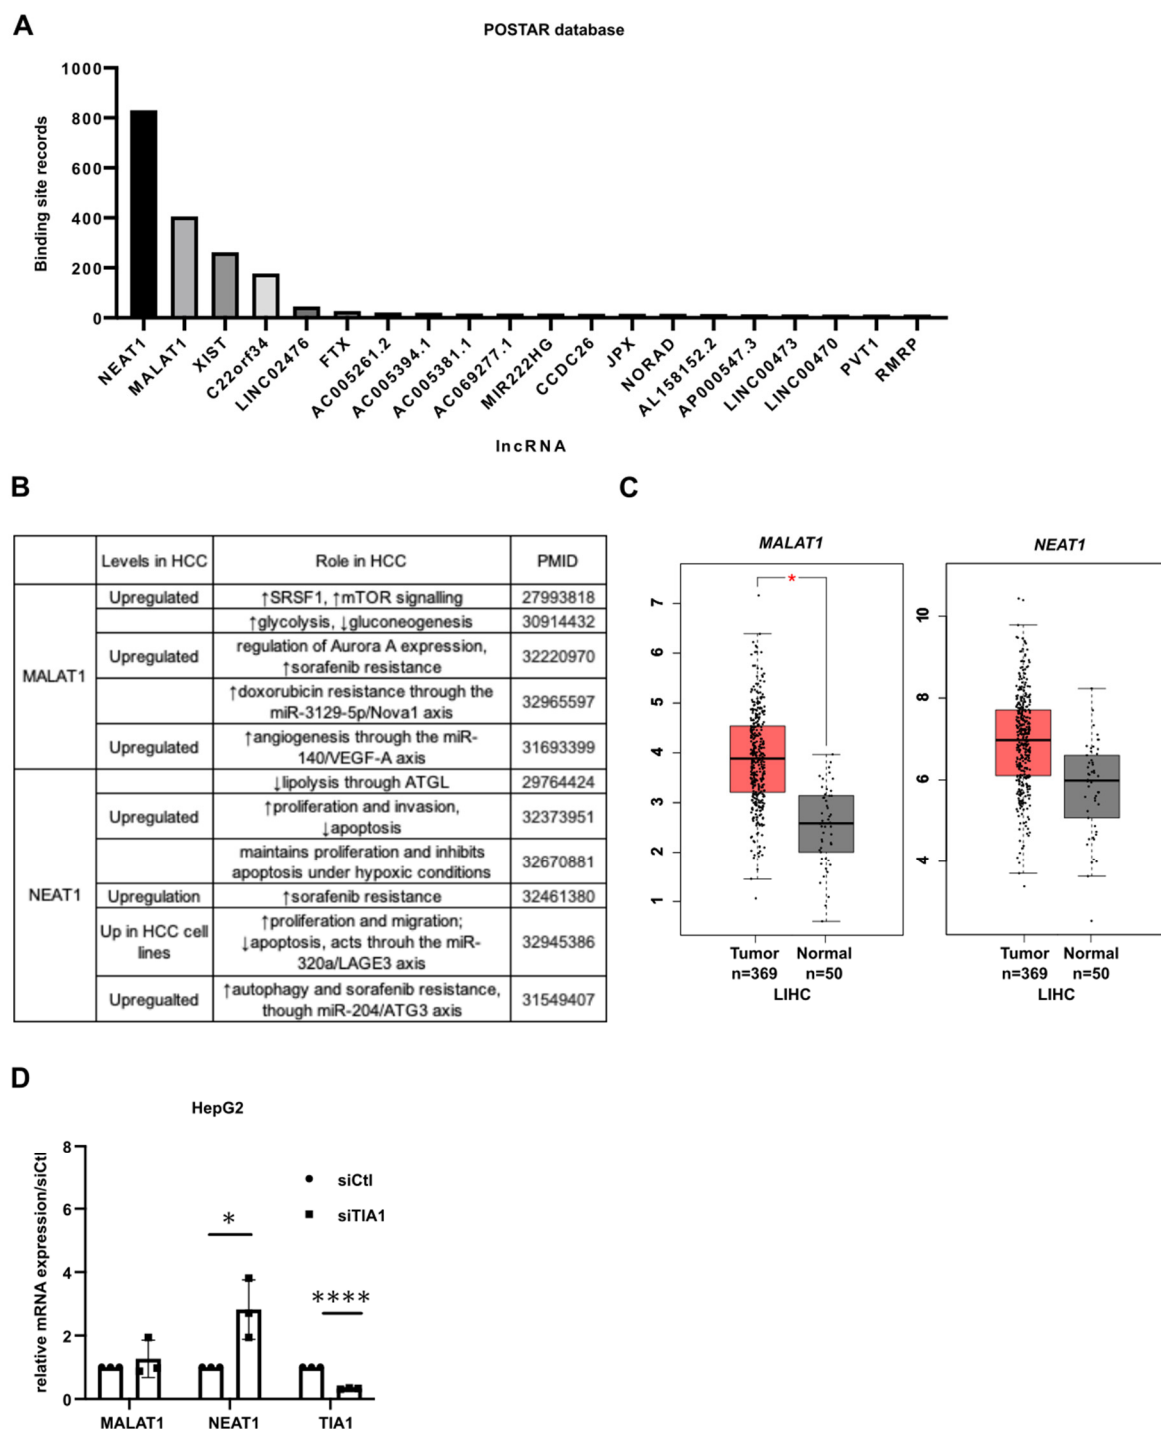 A
POSTAR database
Binding site records
1000
800
600
400
200
0
NEAT1
MALAT1
XIST
C22orf34
LINC02476
FTX
AC005261.2
AC005394.1
AC005381.1
AC069277.1
MIR222HG
CCDC26
JPX
NORAD
AL158152.2
AP000547.3
LINC00473
LINC00470
PVT1
RMRP
lncRNA
B
Levels in HCC Role in HCC PMID
MALAT1
Upregulated ↑SRSF1, ↑mTOR signalling 27993818
↑glycolysis, ↓gluconeogenesis 30914432
Upregulated regulation of Aurora A expression, 32220970
↑sorafenib resistance
↑doxorubicin resistance through the 32965597
miR-3129-5p/Nova1 axis
Upregulated ↑angiogenesis through the miR- 31693399
140/VEGF-A axis
NEAT1
↓lipolysis through ATGL 29764424
Upregulated ↑proliferation and invasion, 32373951
↓apoptosis
maintains proliferation and inhibits 32670881
apoptosis under hypoxic conditions
Upregulation ↑sorafenib resistance 32461380
Up in HCC cell lines ↑proliferation and migration; 32945386
↓apoptosis, acts throuh the miR-
320a/LAGE3 axis
Upregualted ↑autophagy and sorafenib resistance, 31549407
though miR-204/ATG3 axis
C
MALAT1
*
7
6
5
4
3
2
1
Tumor Normal
n=369 n=50
LIHC
NEAT1
10
8
6
4
Tumor Normal
n=369 n=50
LIHC
D
HepG2
relative mRNA expression/siCtl
8
6
4
2
0
siCtl
siTIA1
*
****
MALAT1 NEAT1 TIA1